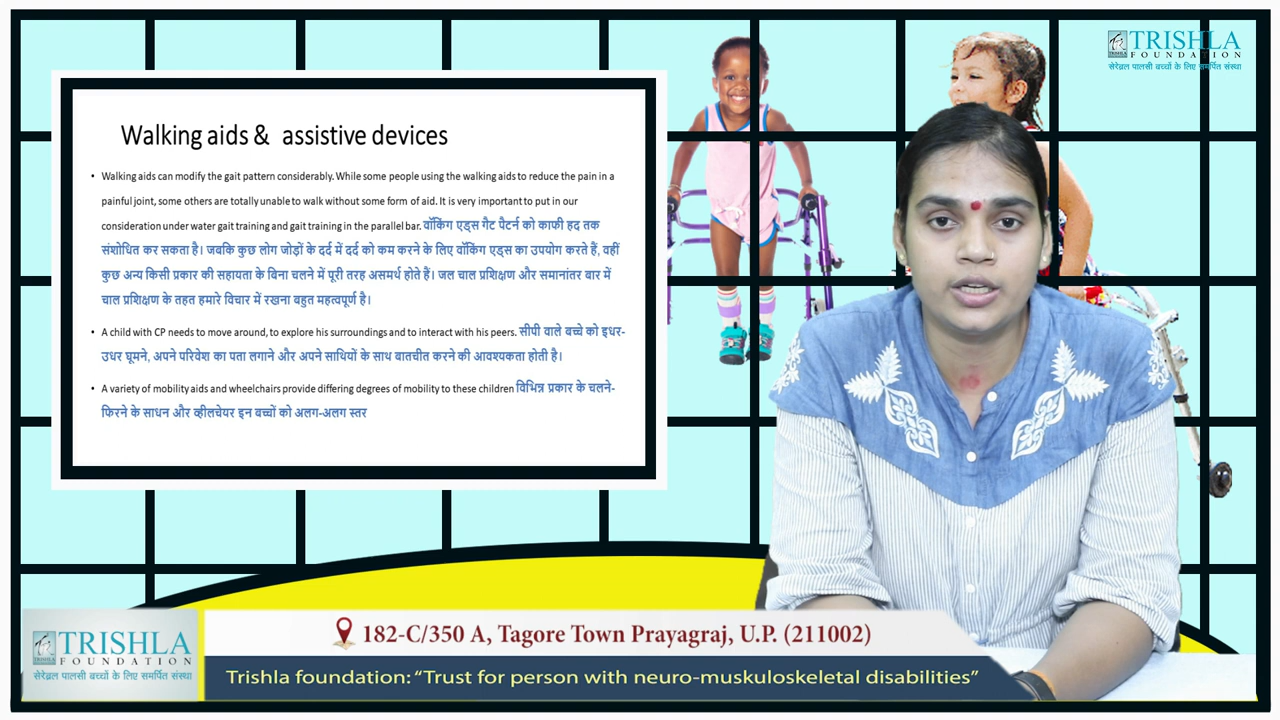 TRISHLA
FOUNDATION
सेरेब्रल पालसी बच्चों के लिए समर्पित संस्था
Walking aids & assistive devices
• Walking aids can modify the gait pattern considerably. While some people using the walking aids to reduce the pain in a
painful joint, some others are totally unable to walk without some form of aid. It is very important to put in our
consideration under water gait training and gait training in the parallel bar. वॉकिंग एड्स गैट पैटर्न को काफी हद तक
संशोधित कर सकता है। जबकि कुछ लोग जोड़ों के दर्द में दर्द को कम करने के लिए वॉकिंग एड्स का उपयोग करते हैं, वहीं
कुछ अन्य किसी प्रकार की सहायता के बिना चलने में पूरी तरह असमर्थ होते हैं। जल चाल प्रशिक्षण और समानांतर बार में
चाल प्रशिक्षण के तहत हमारे विचार में रखना बहुत महत्वपूर्ण है।
• A child with CP needs to move around, to explore his surroundings and to interact with his peers. सीपी वाले बच्चे को इधर-
उधर घूमने, अपने परिवेश का पता लगाने और अपने साथियों के साथ बातचीत करने की आवश्यकता होती है।
• A variety of mobility aids and wheelchairs provide differing degrees of mobility to these children विभिन्न प्रकार के चलने-
फिरने के साधन और व्हीलचेयर इन बच्चों को अलग-अलग स्तर
TRISHLA
FOUNDATION
सेरेब्रल पालसी बच्चों के लिए समर्पित संस्था
182-C/350 A, Tagore Town Prayagraj, U.P. (211002)
Trishla foundation: “Trust for person with neuro-muskuloskeletal disabilities”